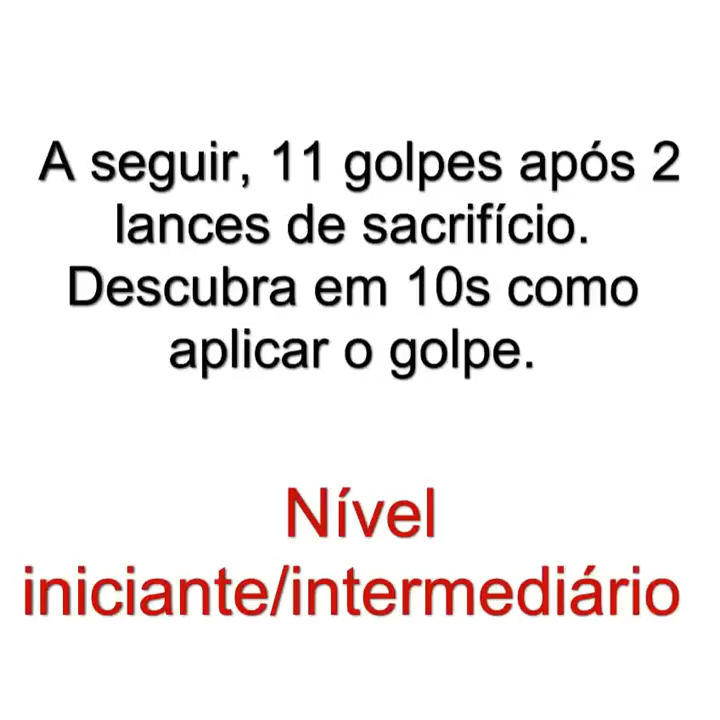 A seguir, 11 golpes após 2
lances de sacrifício.
Descubra em 10s como
aplicar o golpe.
Nível
iniciante/intermediário